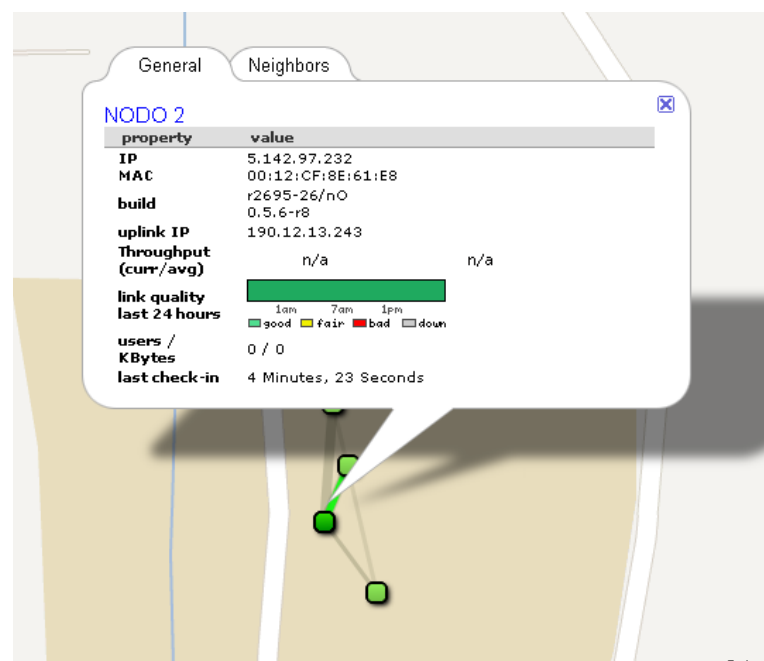 General Neighbors
NODO 2
property value
IP 5.142.97.232
MAC 00:12:CF:8E:61:E8
build r2695-26/nO
0.5.6-r8
uplink IP 190.12.13.243
Throughput
(curr/avg) n/a n/a
link quality
last 24 hours
1am 7am 1pm
good fair bad down
users /
KBytes 0 / 0
last check-in 4 Minutes, 23 Seconds